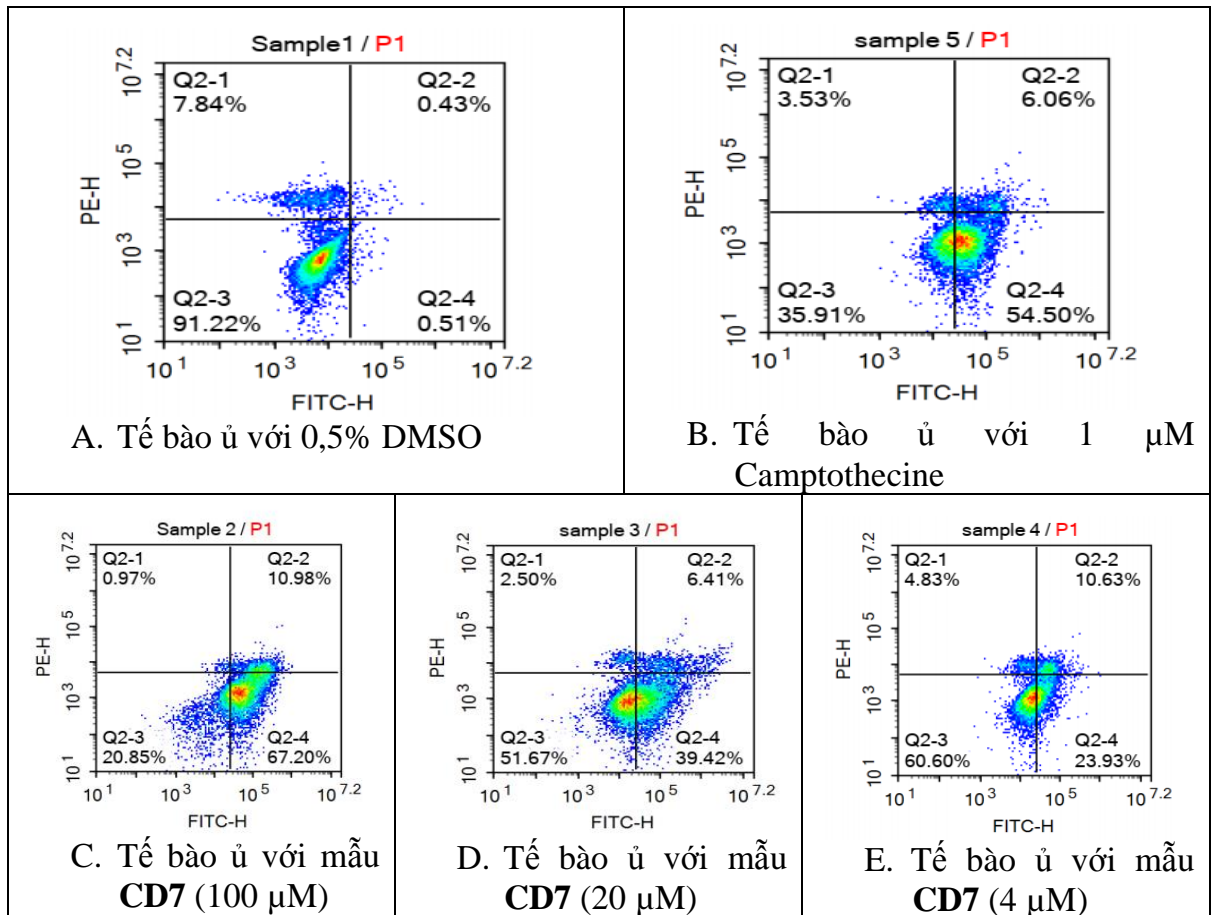 Sample1 / P1
10^7.2
Q2-1
7.84%
Q2-2
0.43%
10^5
PE-H
10^3
Q2-3
91.22%
Q2-4
0.51%
10^1
10^1 10^3 10^5 10^7.2
FITC-H
A. Tế bào ủ với 0,5% DMSO
sample 5 / P1
10^7.2
Q2-1
3.53%
Q2-2
6.06%
10^5
PE-H
10^3
Q2-3
35.91%
Q2-4
54.50%
10^1
10^1 10^3 10^5 10^7.2
FITC-H
B. Tế bào ủ với 1 µM
Camptothecine
Sample 2 / P1
10^7.2
Q2-1
0.97%
Q2-2
10.98%
10^5
PE-H
10^3
Q2-3
20.85%
Q2-4
67.20%
10^1
10^1 10^3 10^5 10^7.2
FITC-H
C. Tế bào ủ với mẫu
CD7 (100 µM)
sample 3 / P1
10^7.2
Q2-1
2.50%
Q2-2
6.41%
10^5
PE-H
10^3
Q2-3
51.67%
Q2-4
39.42%
10^1
10^1 10^3 10^5 10^7.2
FITC-H
D. Tế bào ủ với mẫu
CD7 (20 µM)
sample 4 / P1
10^7.2
Q2-1
4.83%
Q2-2
10.63%
10^5
PE-H
10^3
Q2-3
60.60%
Q2-4
23.93%
10^1
10^1 10^3 10^5 10^7.2
FITC-H
E. Tế bào ủ với mẫu
CD7 (4 µM)